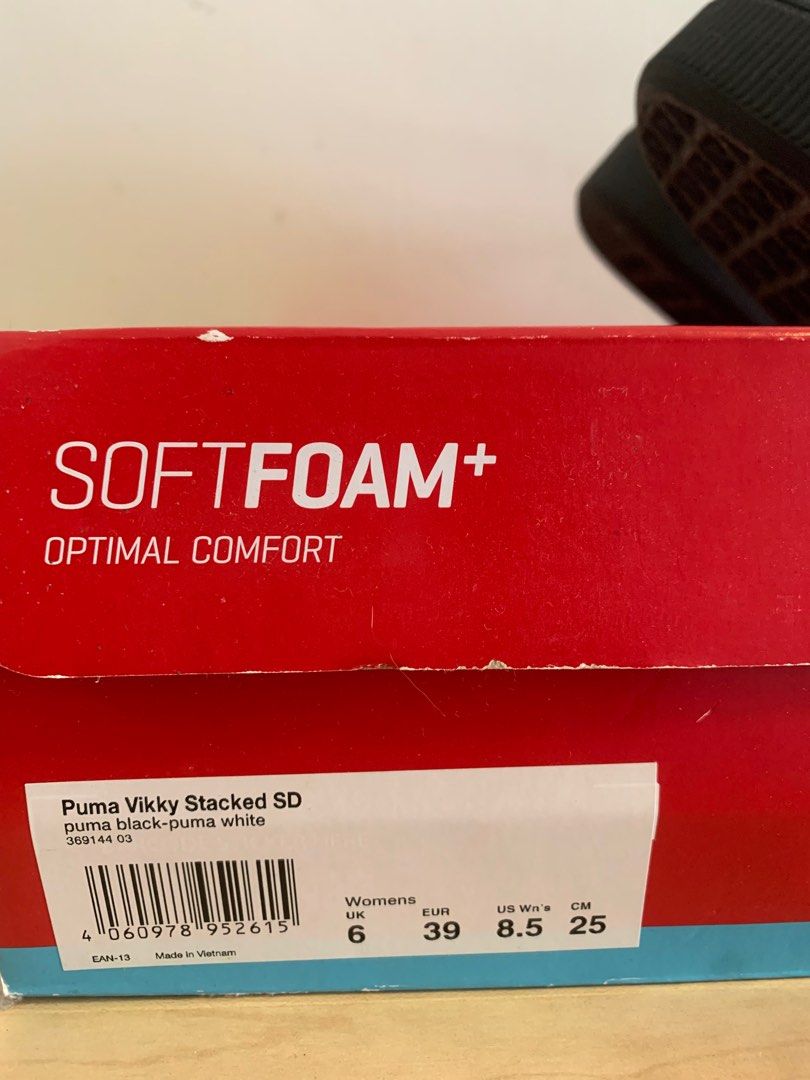 SOFTFOAM+
OPTIMAL COMFORT
Puma Vikky Stacked SD
puma black-puma white
369144 03
4 060978 952615
EAN-13 Made in Vietnam
Womens
UK EUR US Wn's CM
6 39 8.5 25